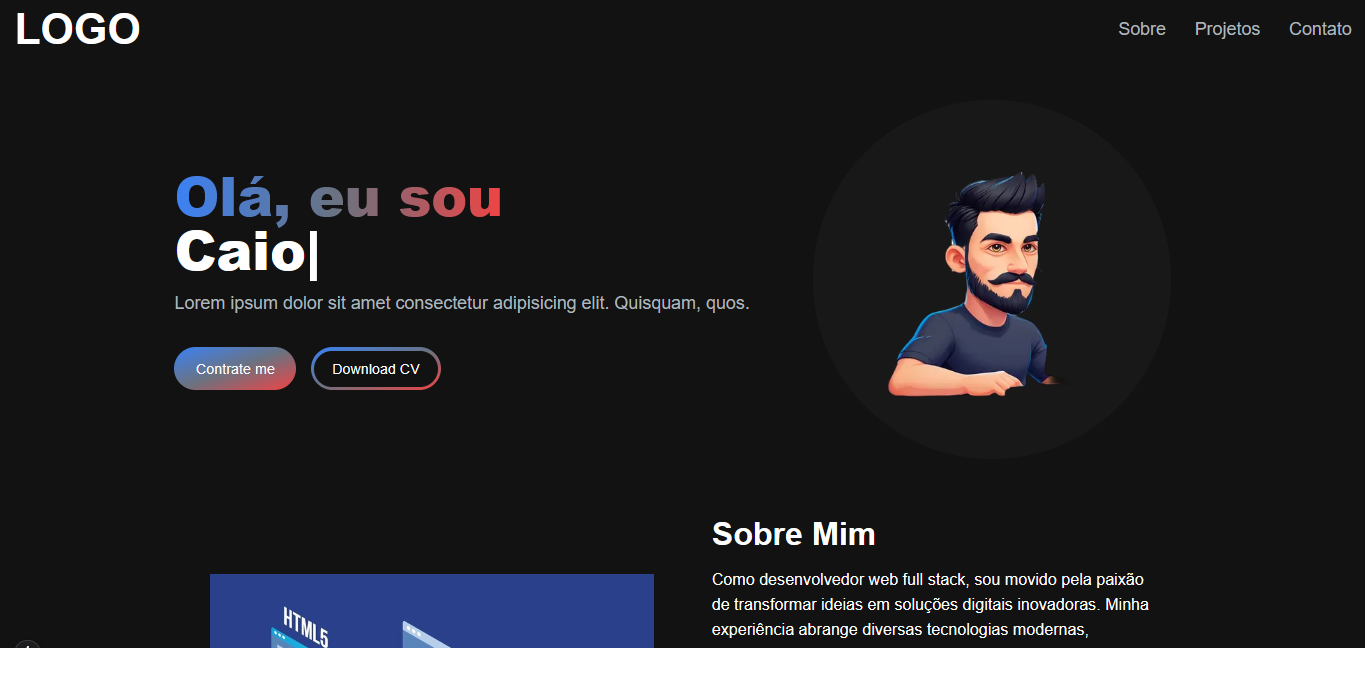 LOGO
Sobre Projetos Contato
Olá, eu sou
Caio|
Lorem ipsum dolor sit amet consectetur adipisicing elit. Quisquam, quos.
Contrate me Download CV
Sobre Mim
Como desenvolvedor web full stack, sou movido pela paixão
de transformar ideias em soluções digitais inovadoras. Minha
experiência abrange diversas tecnologias modernas,
HTML5